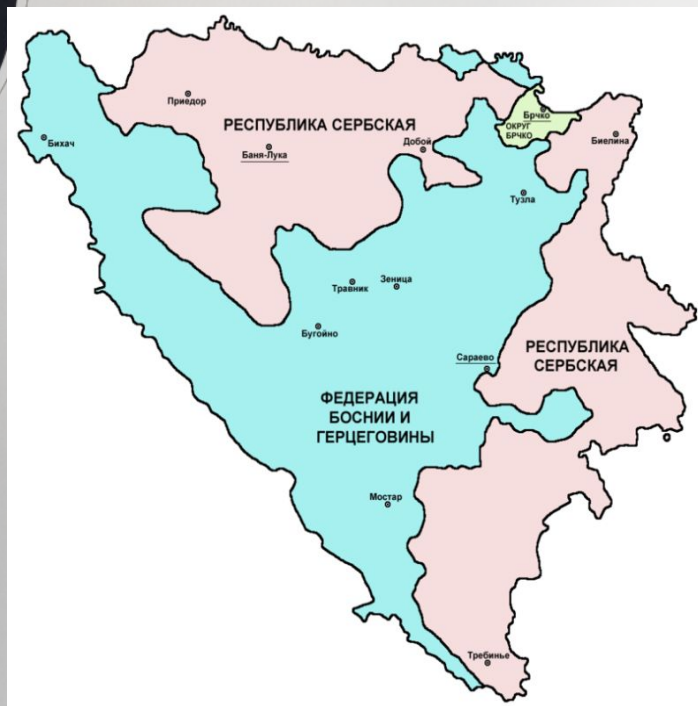 Приедор
РЕСПУБЛИКА СЕРБСКАЯ
Брчко
ОКРУГ
БРЧКО
Бихач
Баня-Лука
Добой
Биелина
Тузла
Травник
Зеница
Бугойно
Сараево
РЕСПУБЛИКА
СЕРБСКАЯ
ФЕДЕРАЦИЯ
БОСНИИ И
ГЕРЦЕГОВИНЫ
Мостар
Требинье